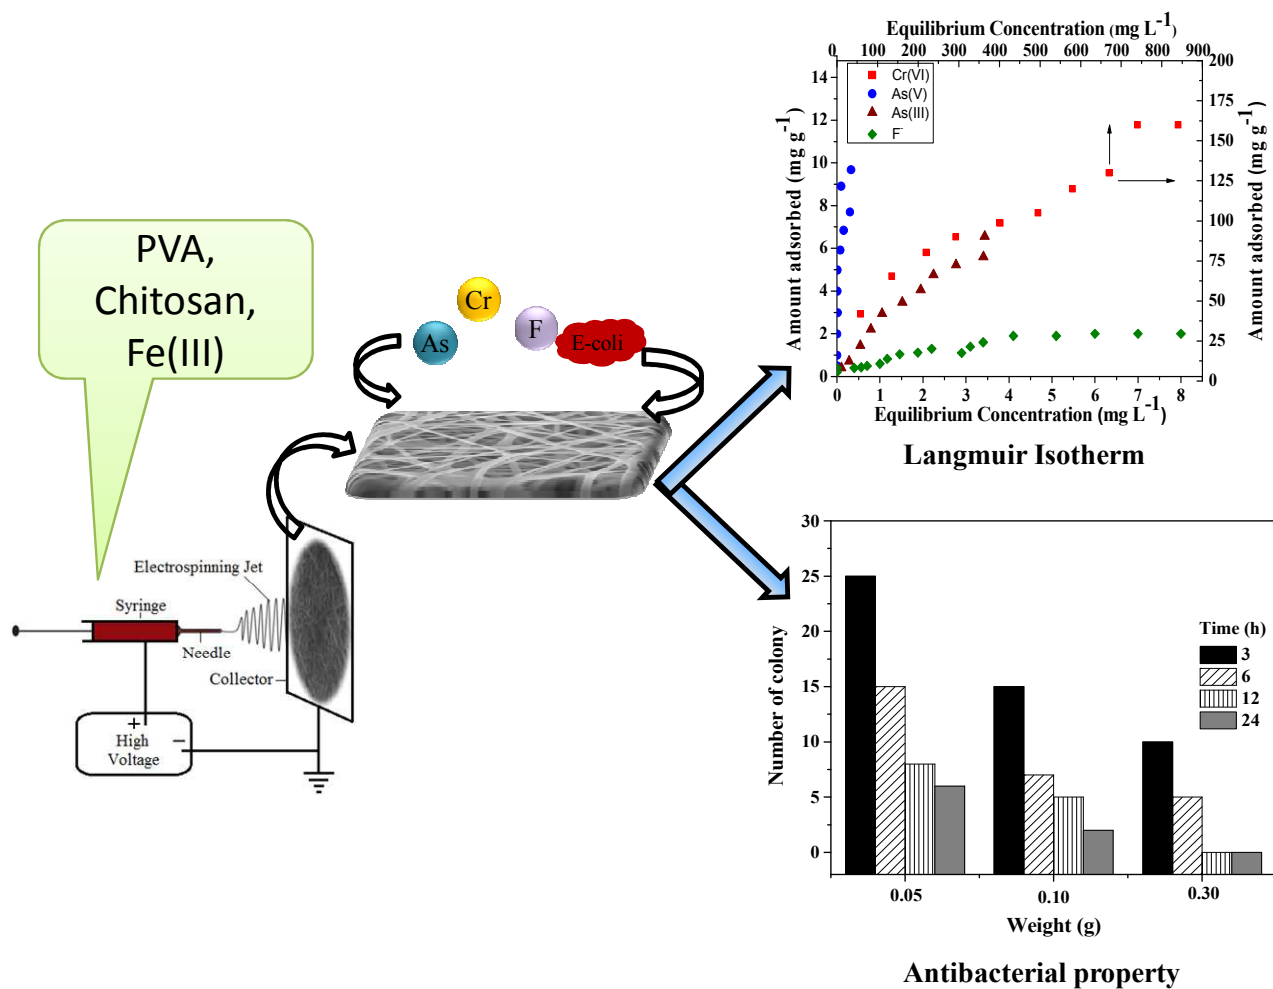 PVA,
Chitosan,
Fe(III)
Cr
As
F
E-coli
Electrospinning Jet
Syringe
Needle
Collector
+
High
Voltage
−
Equilibrium Concentration (mg L-1)
0 100 200 300 400 500 600 700 800 900
Amount adsorbed (mg g-1)
14
12
10
8
6
4
2
0
Cr(VI)
As(V)
As(III)
F-
200
175
150
125
100
75
50
25
0
Amount adsorbed (mg g-1)
0 1 2 3 4 5 6 7 8
Equilibrium Concentration (mg L-1)
Langmuir Isotherm
Number of colony
30
25
20
15
10
5
0
Time (h)
3
6
12
24
0.05 0.10 0.30
Weight (g)
Antibacterial property